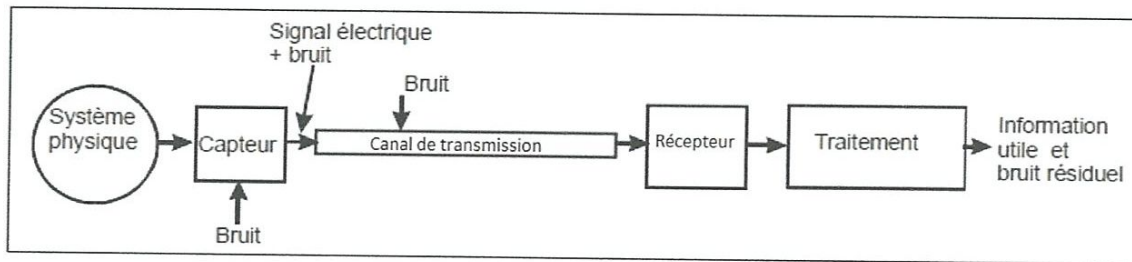 Signal électrique
+ bruit
Bruit
Système
physique
Capteur
Canal de transmission
Récepteur
Traitement
Information
utile et
bruit résiduel
Bruit